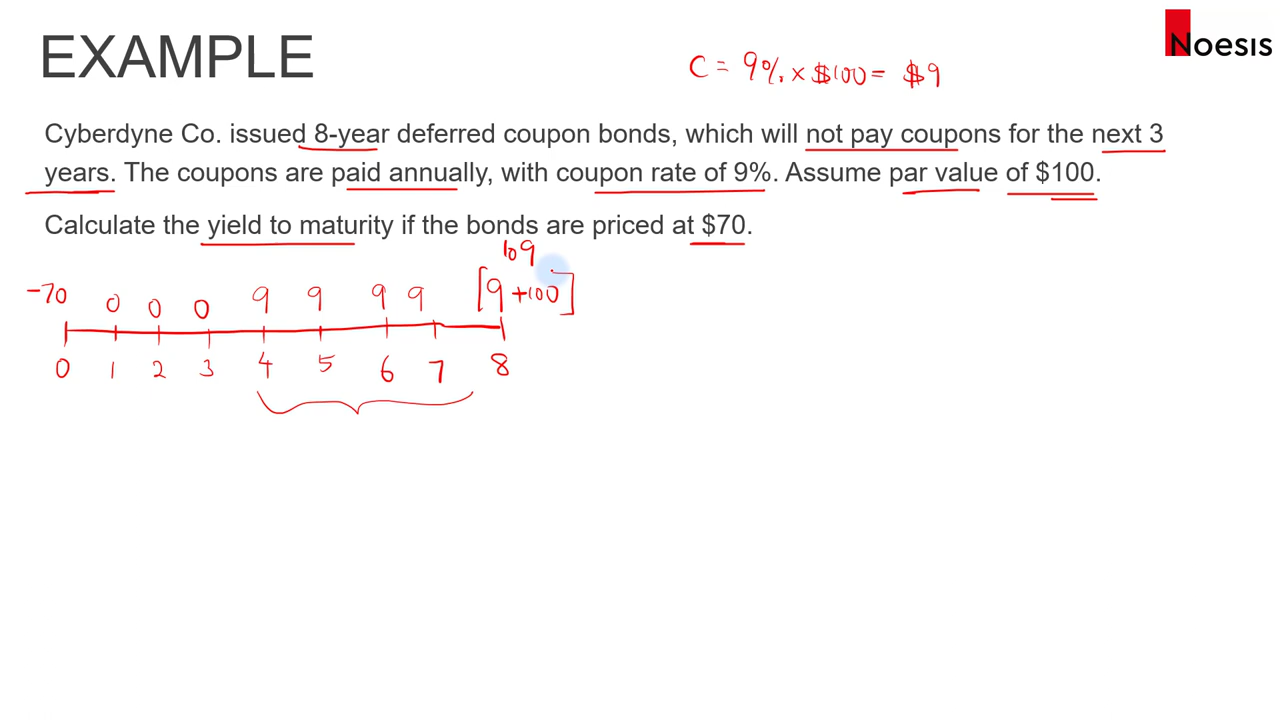 Noesis
EXAMPLE
C = 9% × $100 = $9
Cyberdyne Co. issued 8-year deferred coupon bonds, which will not pay coupons for the next 3
years. The coupons are paid annually, with coupon rate of 9%. Assume par value of $100.
Calculate the yield to maturity if the bonds are priced at $70.
109
-70 0 0 0 9 9 9 9 [9 +100]
0 1 2 3 4 5 6 7 8